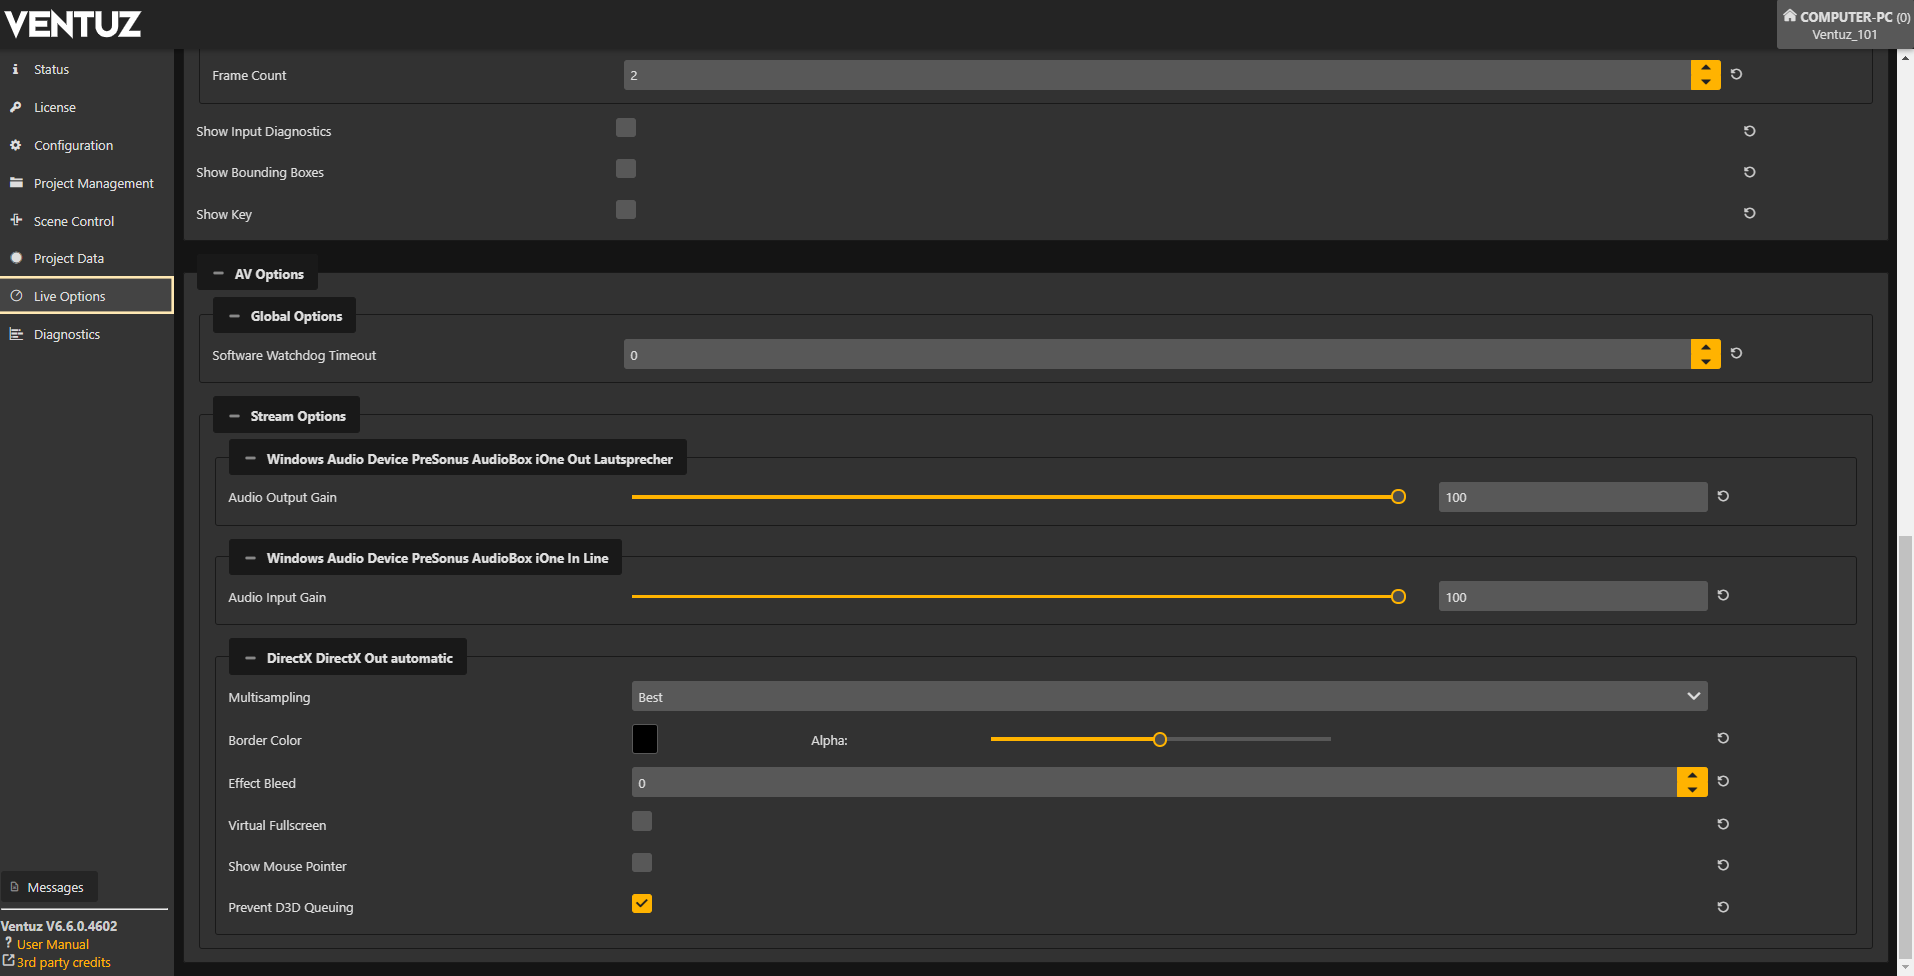 VENTUZ
COMPUTER-PC (0)
Ventuz_101
Status
License
Configuration
Project Management
Scene Control
Project Data
Live Options
Diagnostics
Messages
Ventuz V6.6.0.4602
? User Manual
3rd party credits
Frame Count 2
Show Input Diagnostics
Show Bounding Boxes
Show Key
AV Options
Global Options
Software Watchdog Timeout 0
Stream Options
Windows Audio Device PreSonus AudioBox iOne Out Lautsprecher
Audio Output Gain 100
Windows Audio Device PreSonus AudioBox iOne In Line
Audio Input Gain 100
DirectX DirectX Out automatic
Multisampling Best
Border Color Alpha:
Effect Bleed 0
Virtual Fullscreen
Show Mouse Pointer
Prevent D3D Queuing